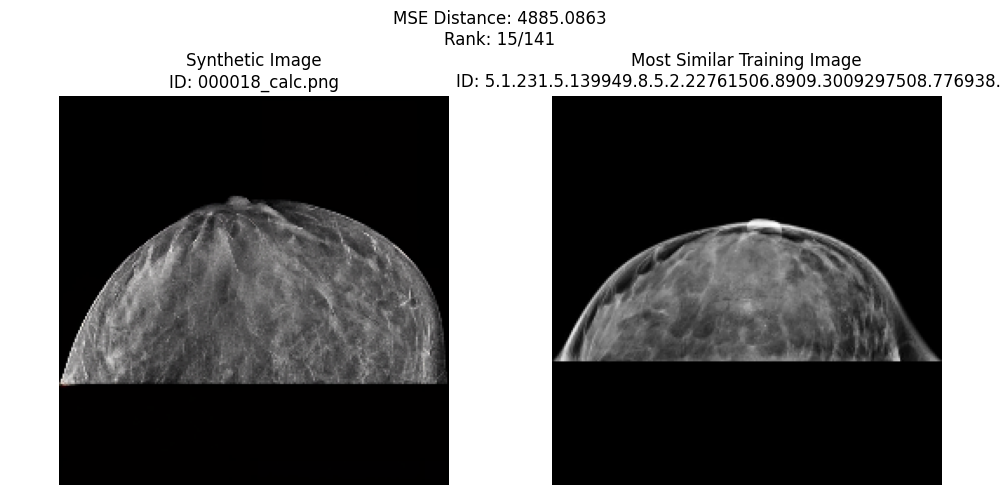 MSE Distance: 4885.0863
Rank: 15/141
Synthetic Image
ID: 000018_calc.png
Most Similar Training Image
ID: 5.1.231.5.139949.8.5.2.22761506.8909.3009297508.776938.